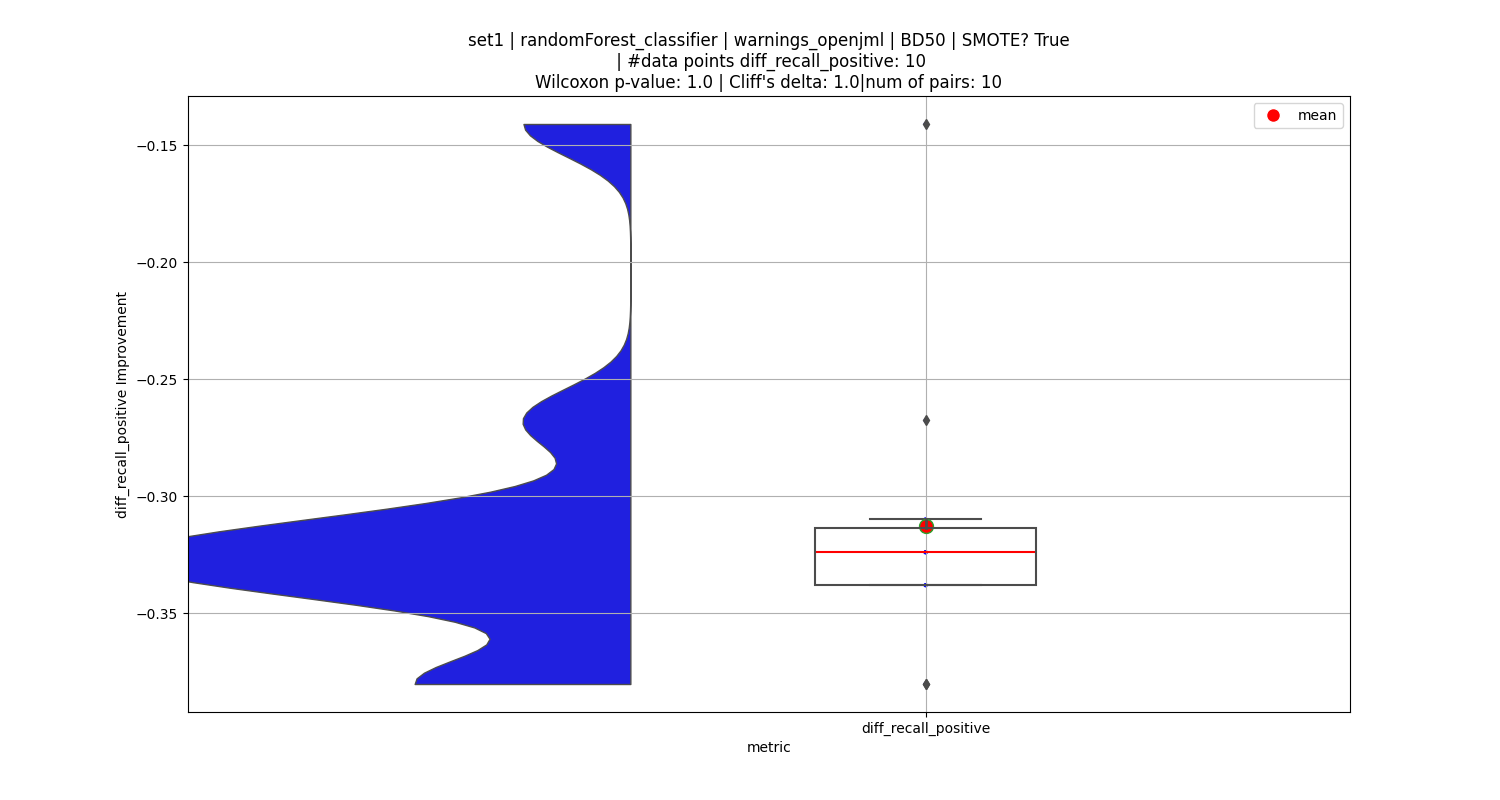 set1 | randomForest_classifier | warnings_openjml | BD50 | SMOTE? True
| #data points diff_recall_positive: 10
Wilcoxon p-value: 1.0 | Cliff's delta: 1.0|num of pairs: 10
mean
−0.15
−0.20
−0.25
−0.30
−0.35
diff_recall_positive Improvement
diff_recall_positive
metric